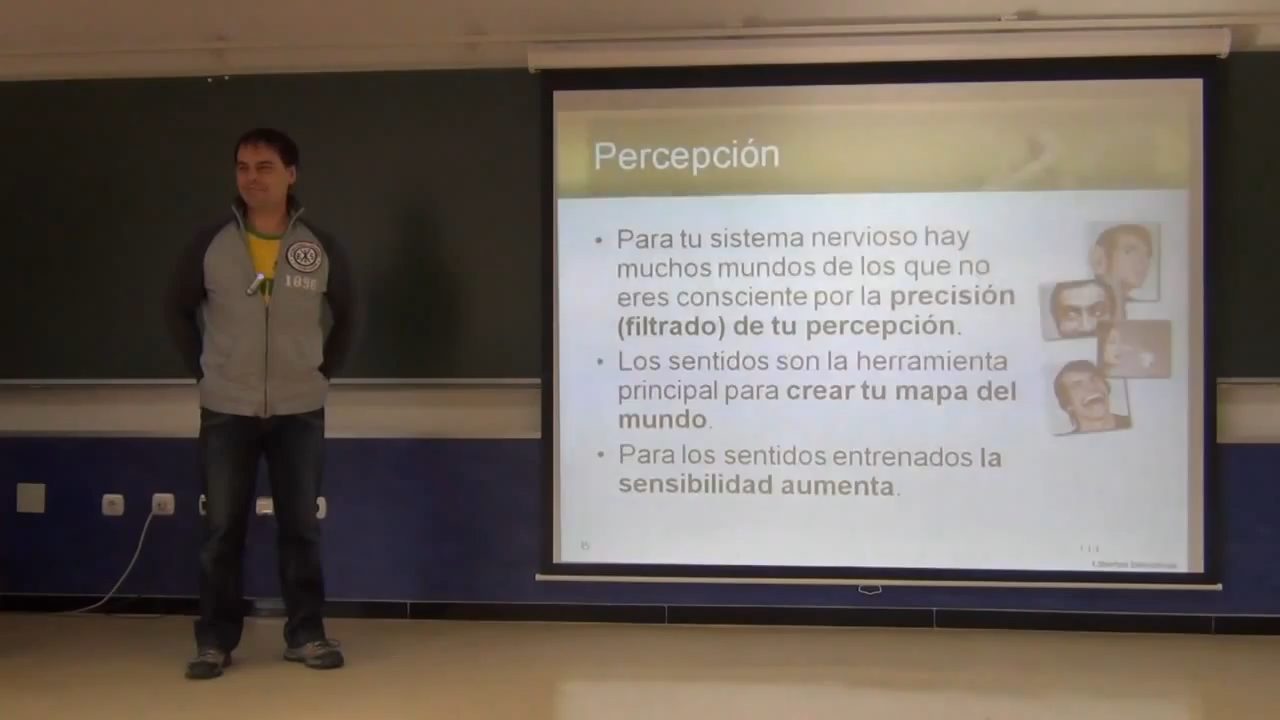 Percepción
• Para tu sistema nervioso hay
muchos mundos de los que no
eres consciente por la precisión
(filtrado) de tu percepción.
• Los sentidos son la herramienta
principal para crear tu mapa del
mundo.
• Para los sentidos entrenados la
sensibilidad aumenta.
1896